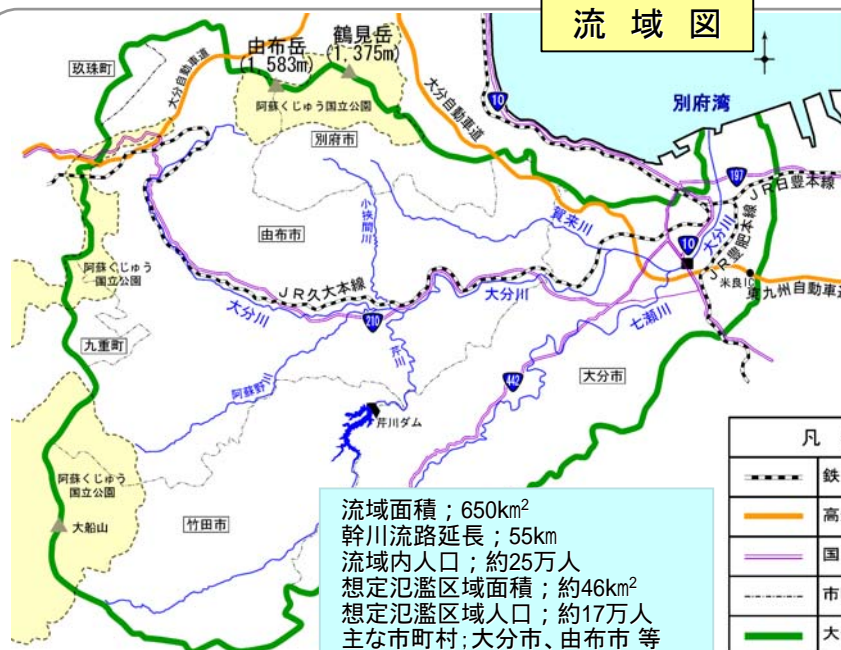 流域図
由布岳
(1,583m)
鶴見岳
(1,375m)
玖珠町
大分自動車道
阿蘇くじゅう国立公園
大分自動車道
10
別府湾
別府市
197
JR日豊本線
賀来川
小挟間川
由布市
10
大分川
JR豊肥本線
阿蘇くじゅう
国立公園
JR久大本線
大分川
大分川
米良IC
東九州自動車道
210
七瀬川
九重町
芹川
阿蘇野川
442
大分市
芹川ダム
阿蘇くじゅう
国立公園
大船山
竹田市
凡
鉄
高
国
市
大
流域面積;650km²
幹川流路延長;55km
流域内人口;約25万人
想定氾濫区域面積;約46km²
想定氾濫区域人口;約17万人
主な市町村;大分市、由布市 等